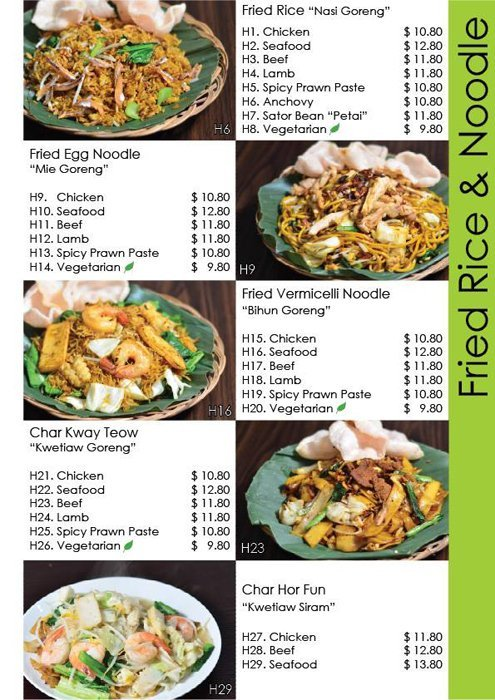 Fried Rice & Noodle
H6
Fried Rice “Nasi Goreng”
H1. Chicken $ 10.80
H2. Seafood $ 12.80
H3. Beef $ 11.80
H4. Lamb $ 11.80
H5. Spicy Prawn Paste $ 10.80
H6. Anchovy $ 10.80
H7. Sator Bean “Petai” $ 11.80
H8. Vegetarian $ 9.80
Fried Egg Noodle
“Mie Goreng”
H9. Chicken $ 10.80
H10. Seafood $ 12.80
H11. Beef $ 11.80
H12. Lamb $ 11.80
H13. Spicy Prawn Paste $ 10.80
H14. Vegetarian $ 9.80
H9
H16
Fried Vermicelli Noodle
“Bihun Goreng”
H15. Chicken $ 10.80
H16. Seafood $ 12.80
H17. Beef $ 11.80
H18. Lamb $ 11.80
H19. Spicy Prawn Paste $ 10.80
H20. Vegetarian $ 9.80
Char Kway Teow
“Kwetiaw Goreng”
H21. Chicken $ 10.80
H22. Seafood $ 12.80
H23. Beef $ 11.80
H24. Lamb $ 11.80
H25. Spicy Prawn Paste $ 10.80
H26. Vegetarian $ 9.80
H23
H29
Char Hor Fun
“Kwetiaw Siram”
H27. Chicken $ 11.80
H28. Beef $ 12.80
H29. Seafood $ 13.80